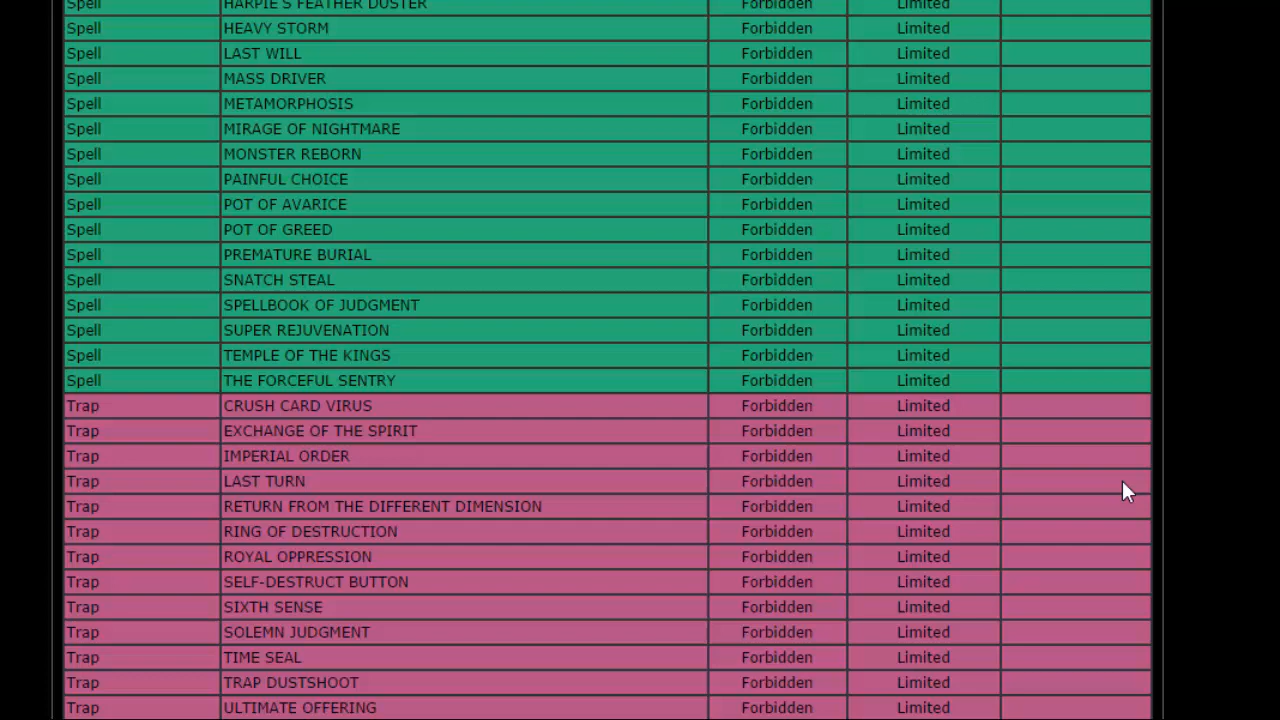 Spell HARPIE'S FEATHER DUSTER Forbidden Limited
Spell HEAVY STORM Forbidden Limited
Spell LAST WILL Forbidden Limited
Spell MASS DRIVER Forbidden Limited
Spell METAMORPHOSIS Forbidden Limited
Spell MIRAGE OF NIGHTMARE Forbidden Limited
Spell MONSTER REBORN Forbidden Limited
Spell PAINFUL CHOICE Forbidden Limited
Spell POT OF AVARICE Forbidden Limited
Spell POT OF GREED Forbidden Limited
Spell PREMATURE BURIAL Forbidden Limited
Spell SNATCH STEAL Forbidden Limited
Spell SPELLBOOK OF JUDGMENT Forbidden Limited
Spell SUPER REJUVENATION Forbidden Limited
Spell TEMPLE OF THE KINGS Forbidden Limited
Spell THE FORCEFUL SENTRY Forbidden Limited
Trap CRUSH CARD VIRUS Forbidden Limited
Trap EXCHANGE OF THE SPIRIT Forbidden Limited
Trap IMPERIAL ORDER Forbidden Limited
Trap LAST TURN Forbidden Limited
Trap RETURN FROM THE DIFFERENT DIMENSION Forbidden Limited
Trap RING OF DESTRUCTION Forbidden Limited
Trap ROYAL OPPRESSION Forbidden Limited
Trap SELF-DESTRUCT BUTTON Forbidden Limited
Trap SIXTH SENSE Forbidden Limited
Trap SOLEMN JUDGMENT Forbidden Limited
Trap TIME SEAL Forbidden Limited
Trap TRAP DUSTSHOOT Forbidden Limited
Trap ULTIMATE OFFERING Forbidden Limited